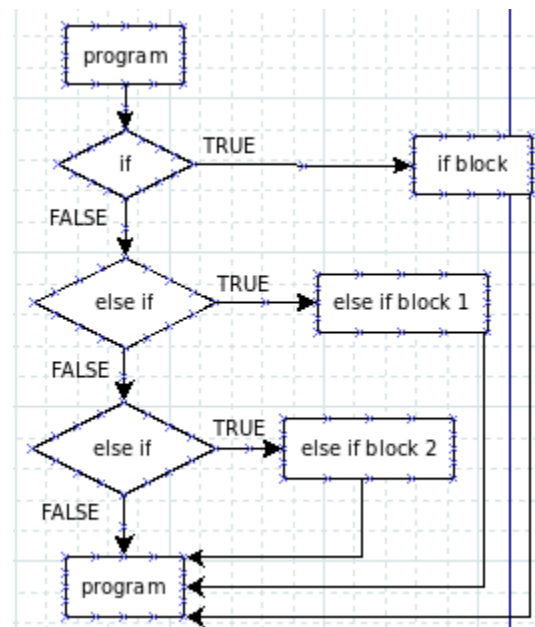 program
if
TRUE
if block
FALSE
else if
TRUE
else if block 1
FALSE
else if
TRUE
else if block 2
FALSE
program